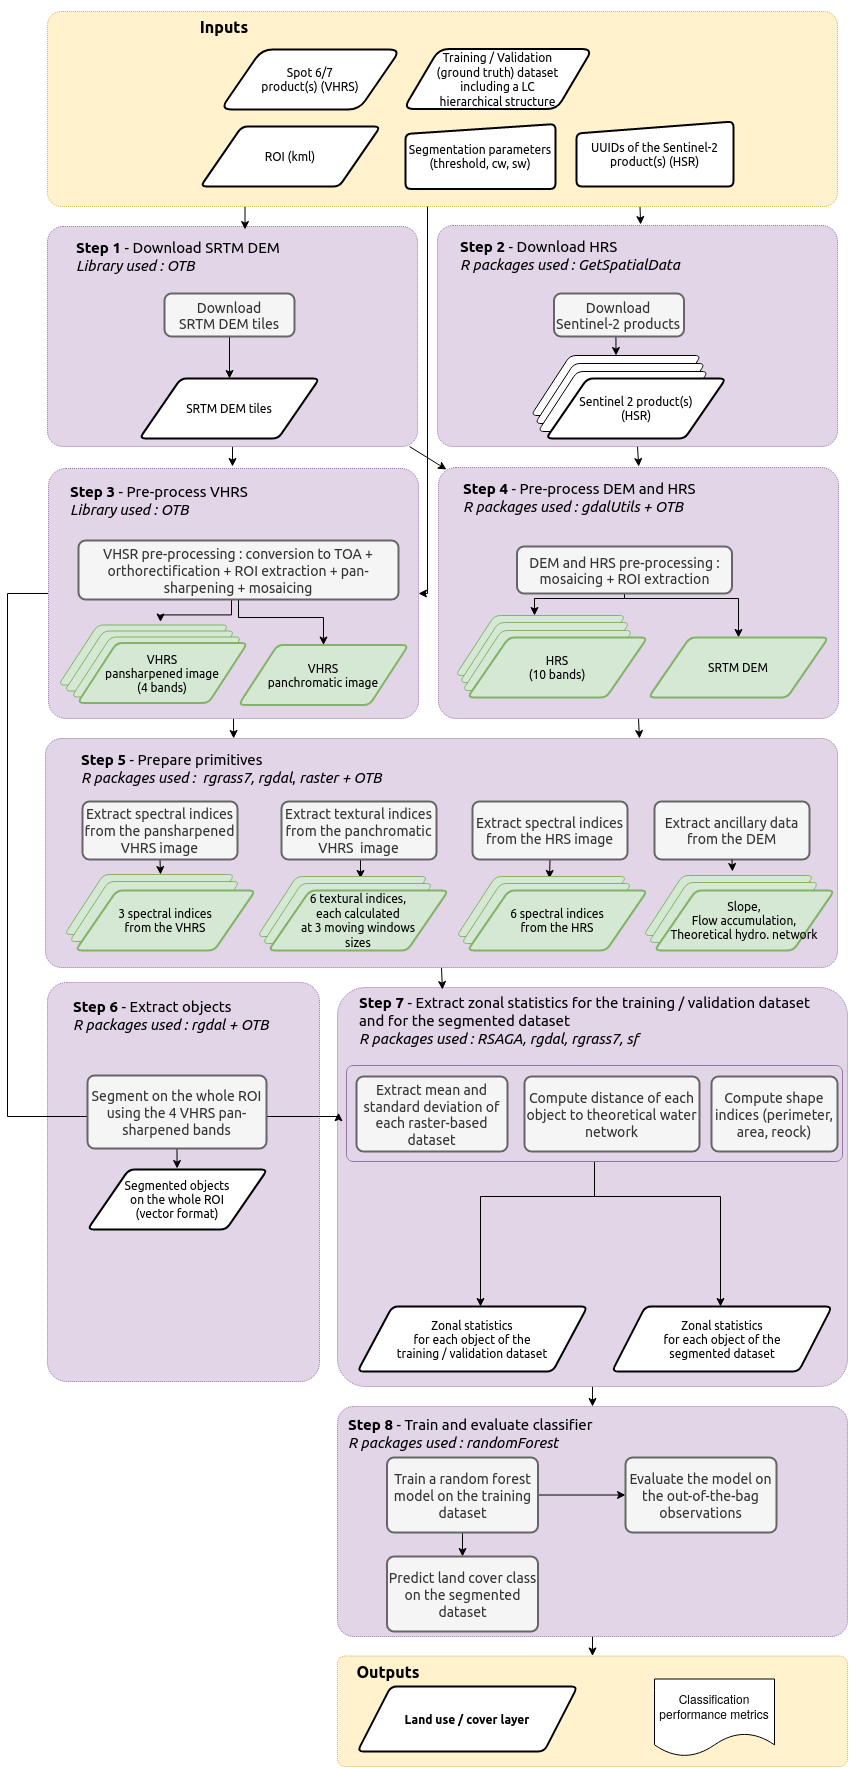 Inputs
Spot 6/7
product(s) (VHRS)
Training / Validation
(ground truth) dataset
including a LC
hierarchical structure
ROI (kml)
Segmentation parameters
(threshold, cw, sw)
UUIDs of the Sentinel-2
product(s) (HSR)
Step 1 - Download SRTM DEM
Library used : OTB
Download
SRTM DEM tiles
SRTM DEM tiles
Step 2 - Download HRS
R packages used : GetSpatialData
Download
Sentinel-2 products
Sentinel 2 product(s)
(HSR)
Step 3 - Pre-process VHRS
Library used : OTB
VHSR pre-processing : conversion to TOA +
orthorectification + ROI extraction + pan-
sharpening + mosaicing
VHRS
pansharpened image
(4 bands)
VHRS
panchromatic image
Step 4 - Pre-process DEM and HRS
R packages used : gdalUtils + OTB
DEM and HRS pre-processing :
mosaicing + ROI extraction
HRS
(10 bands)
SRTM DEM
Step 5 - Prepare primitives
R packages used : rgrass7, rgdal, raster + OTB
Extract spectral indices
from the pansharpened
VHRS image
3 spectral indices
from the VHRS
Extract textural indices
from the panchromatic
VHRS image
6 textural indices,
each calculated
at 3 moving windows
sizes
Extract spectral indices
from the HRS image
6 spectral indices
from the HRS
Extract ancillary data
from the DEM
Slope,
Flow accumulation,
Theoretical hydro. network
Step 6 - Extract objects
R packages used : rgdal + OTB
Segment on the whole ROI
using the 4 VHRS pan-
sharpened bands
Segmented objects
on the whole ROI
(vector format)
Step 7 - Extract zonal statistics for the training / validation dataset
and for the segmented dataset
R packages used : RSAGA, rgdal, rgrass7, sf
Extract mean and
standard deviation of
each raster-based
dataset
Compute distance of each
object to theoretical water
network
Compute shape
indices (perimeter,
area, reock)
Zonal statistics
for each object of the
training / validation dataset
Zonal statistics
for each object of the
segmented dataset
Step 8 - Train and evaluate classifier
R packages used : randomForest
Train a random forest
model on the training
dataset
Evaluate the model on
the out-of-the-bag
observations
Predict land cover class
on the segmented
dataset
Outputs
Land use / cover layer
Classification
performance metrics